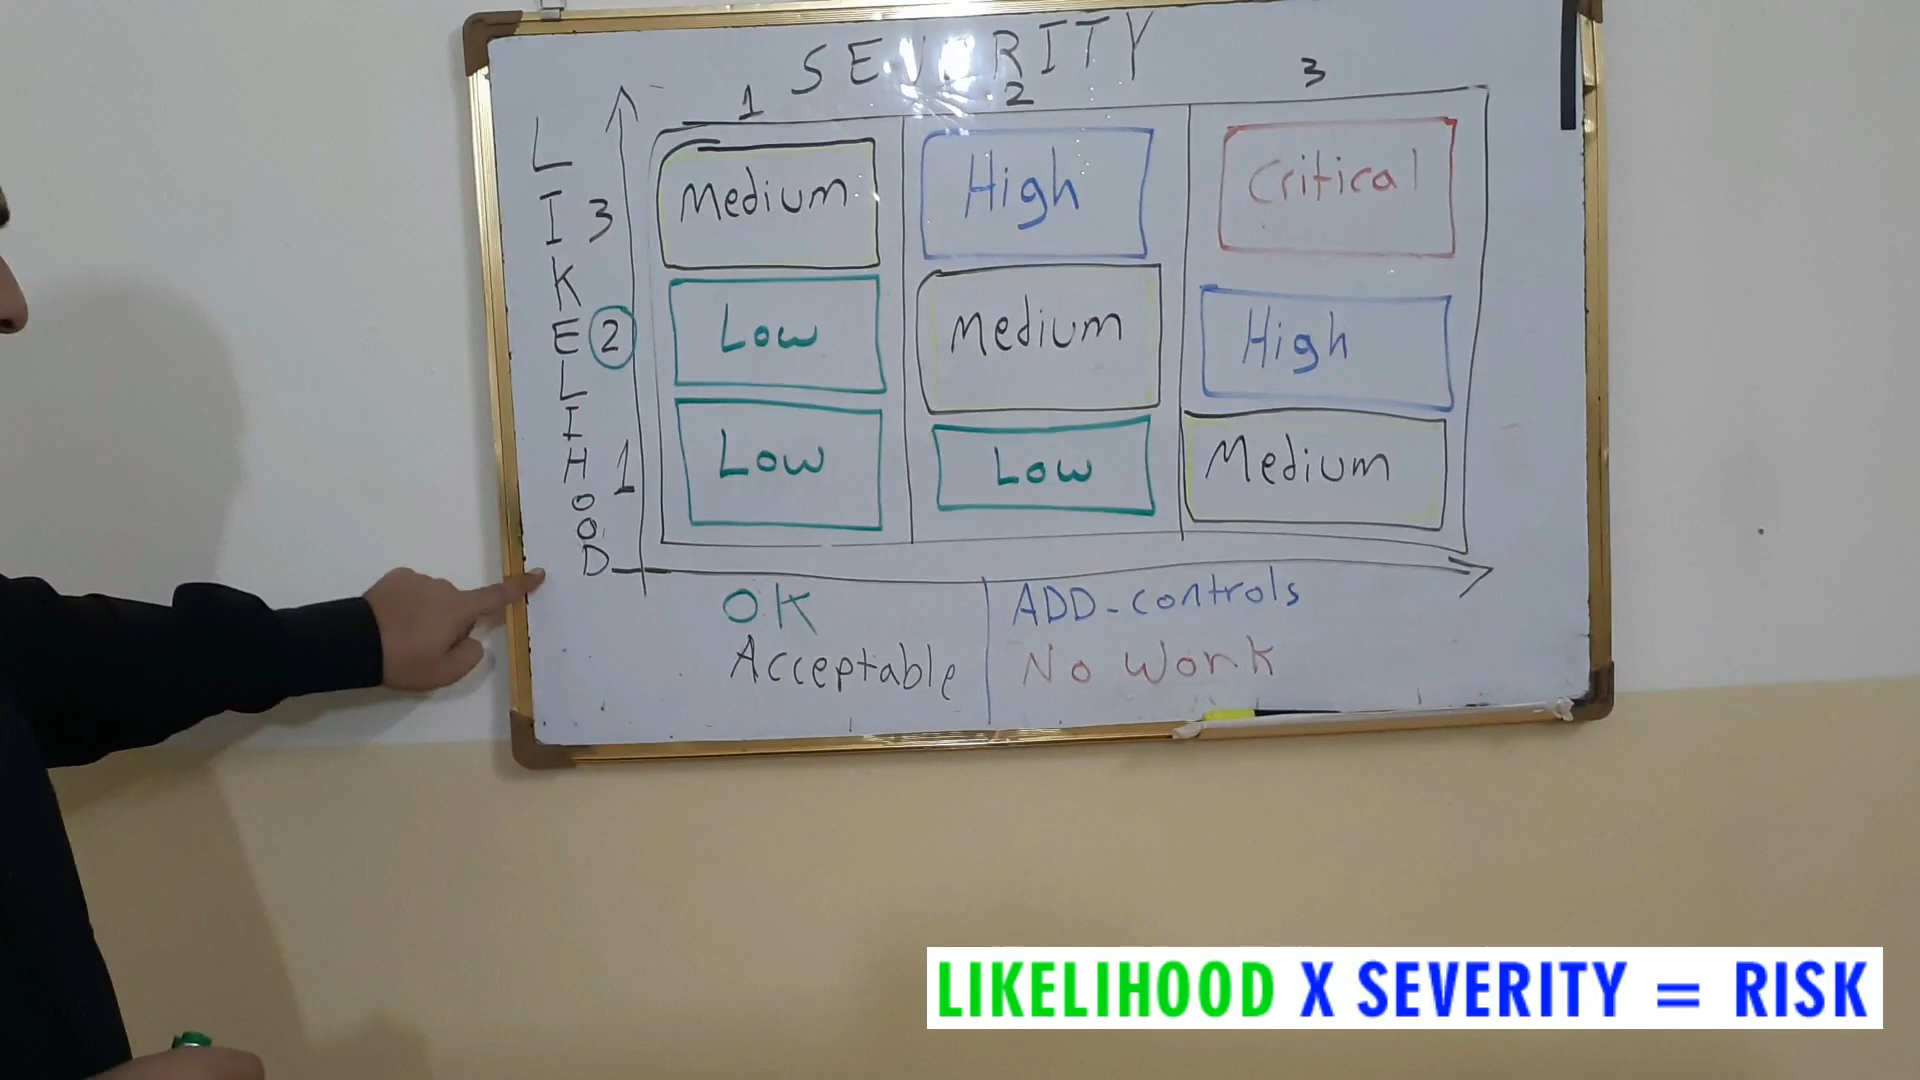 SEVERITY
1 2 3
LIKELIHOOD
3 Medium High Critical
2 Low Medium High
1 Low Low Medium
OK ADD-controls
Acceptable No Work
LIKELIHOOD X SEVERITY = RISK